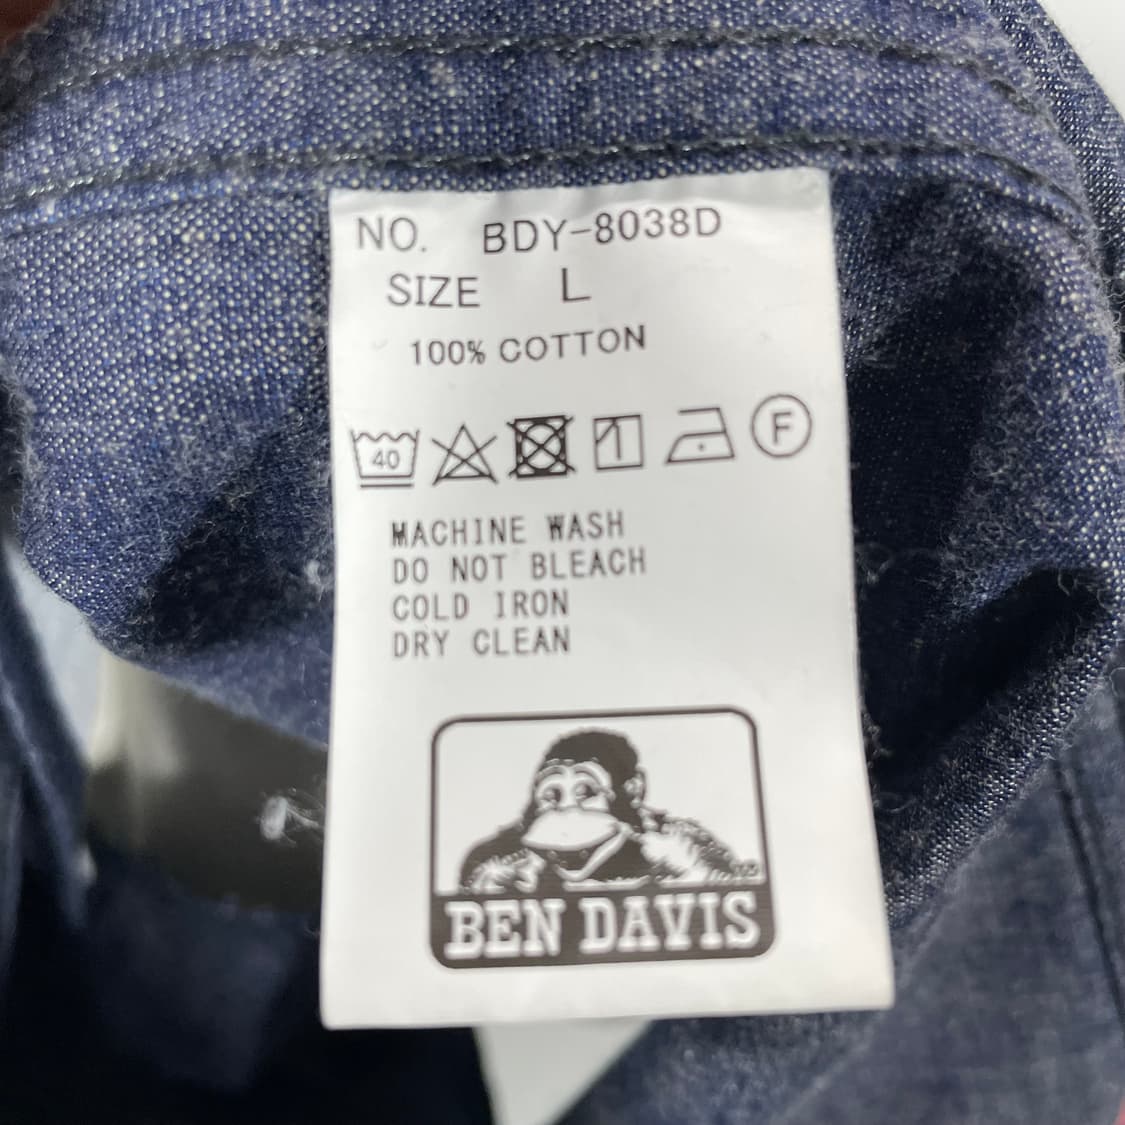 NO. BDY-8038D
SIZE L
100% COTTON
40 F
MACHINE WASH
DO NOT BLEACH
COLD IRON
DRY CLEAN
BEN DAVIS